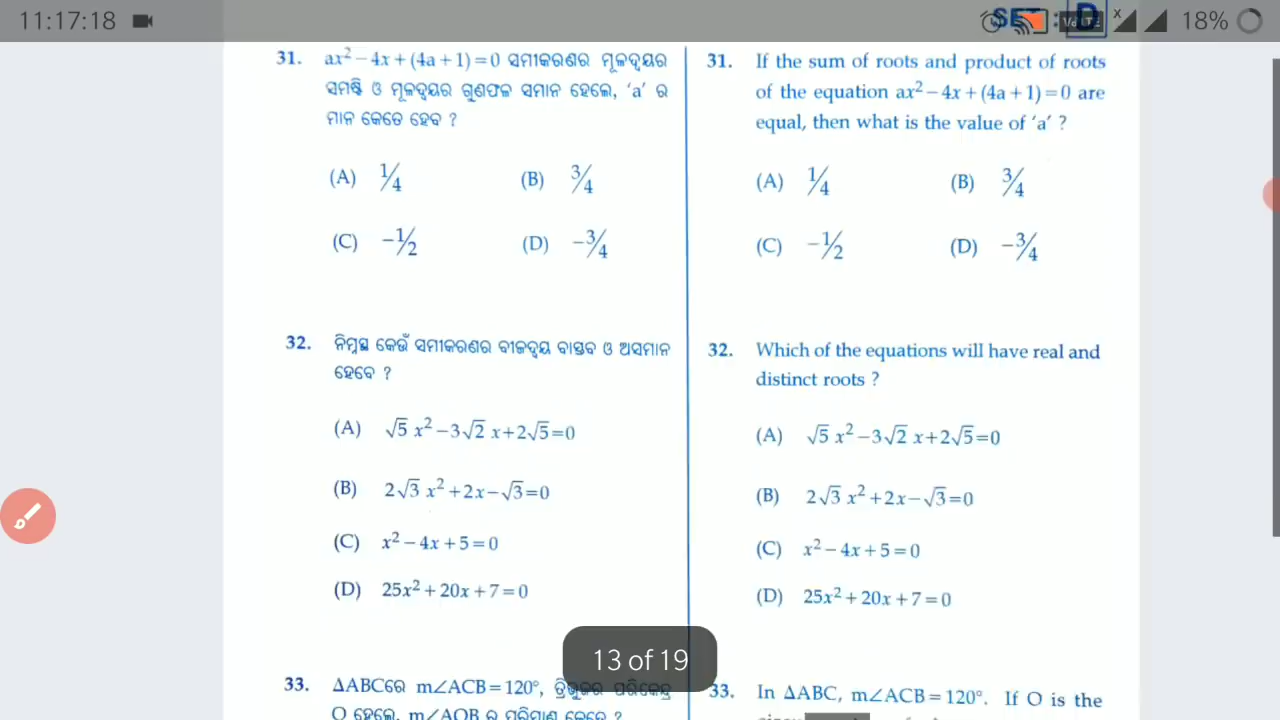 11:17:18
SET : D
VoLTE
x
18%
31. ax² − 4x + (4a + 1) = 0 ସମୀକରଣର ମୂଳଦ୍ୱୟର
ସମଷ୍ଟି ଓ ମୂଳଦ୍ୱୟର ଗୁଣଫଳ ସମାନ ହେଲେ, ‘a’ ର
ମାନ କେତେ ହେବ ?
(A) ¼ (B) ¾
(C) −½ (D) −¾
32. ନିମ୍ନସ୍ଥ କେଉଁ ସମୀକରଣର ବୀଜଦ୍ୱୟ ବାସ୍ତବ ଓ ଅସମାନ
ହେବେ ?
(A) √5 x² − 3√2 x + 2√5 = 0
(B) 2√3 x² + 2x − √3 = 0
(C) x² − 4x + 5 = 0
(D) 25x² + 20x + 7 = 0
33. ΔABCରେ m∠ACB = 120°, ତ୍ରିଭୁଜର ପରିକେନ୍ଦ୍ର
O ହେଲେ, m∠AOB ର ପରିମାଣ କେତେ ?
31. If the sum of roots and product of roots
of the equation ax² − 4x + (4a + 1) = 0 are
equal, then what is the value of ‘a’ ?
(A) ¼ (B) ¾
(C) −½ (D) −¾
32. Which of the equations will have real and
distinct roots ?
(A) √5 x² − 3√2 x + 2√5 = 0
(B) 2√3 x² + 2x − √3 = 0
(C) x² − 4x + 5 = 0
(D) 25x² + 20x + 7 = 0
33. In ΔABC, m∠ACB = 120°. If O is the
13 of 19